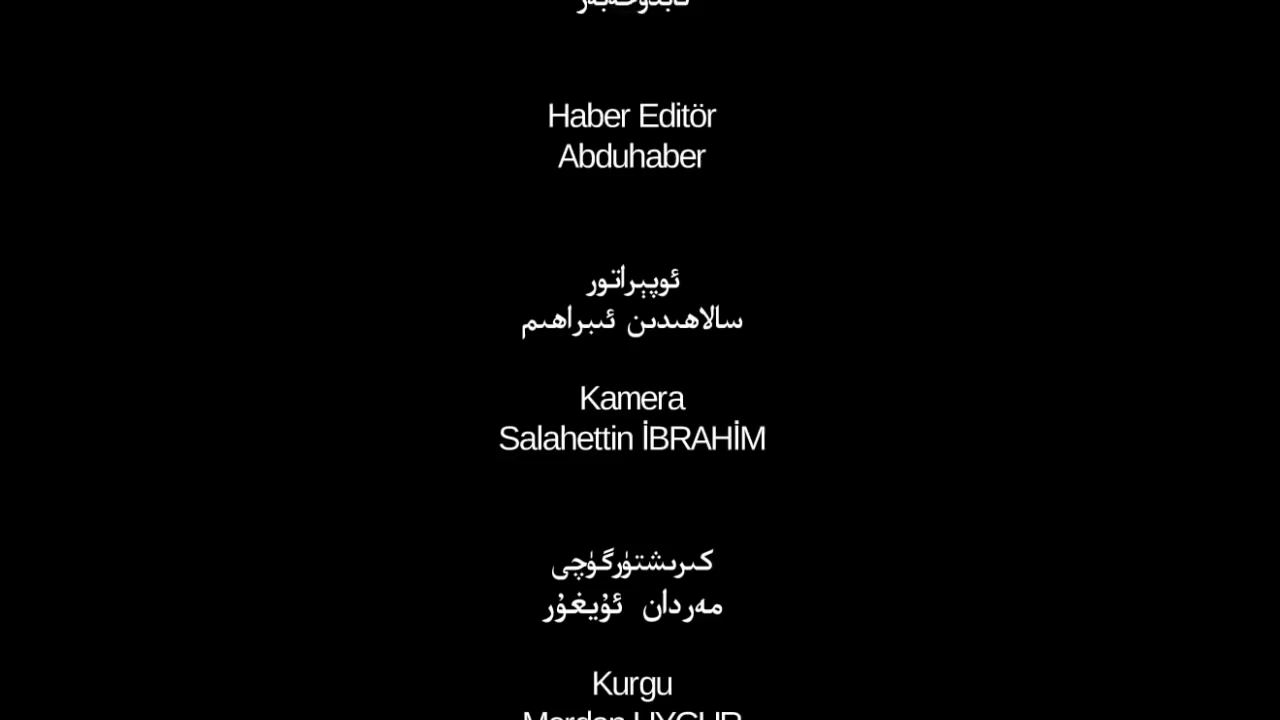 Haber Editör
Abduhaber
ئوپېراتور
سالاھىدىن ئىبراھىم
Kamera
Salahettin İBRAHİM
كىرىشتۈرگۈچى
مەردان ئۇيغۇر
Kurgu